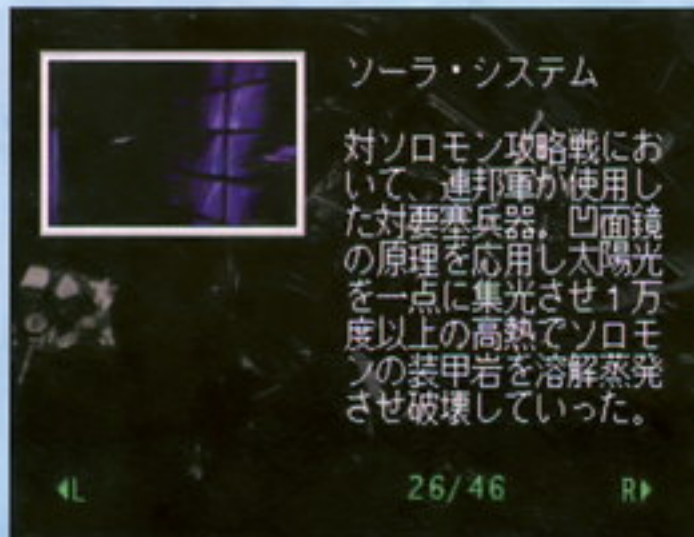 ソーラ・システム
対ソロモン攻略戦にお
いて、連邦軍が使用し
た対要塞兵器。凹面鏡
の原理を応用し太陽光
を一点に集光させ１万
度以上の高熱でソロモ
ンの装甲岩を溶解蒸発
させ破壊していった。
◀L 26/46 R▶